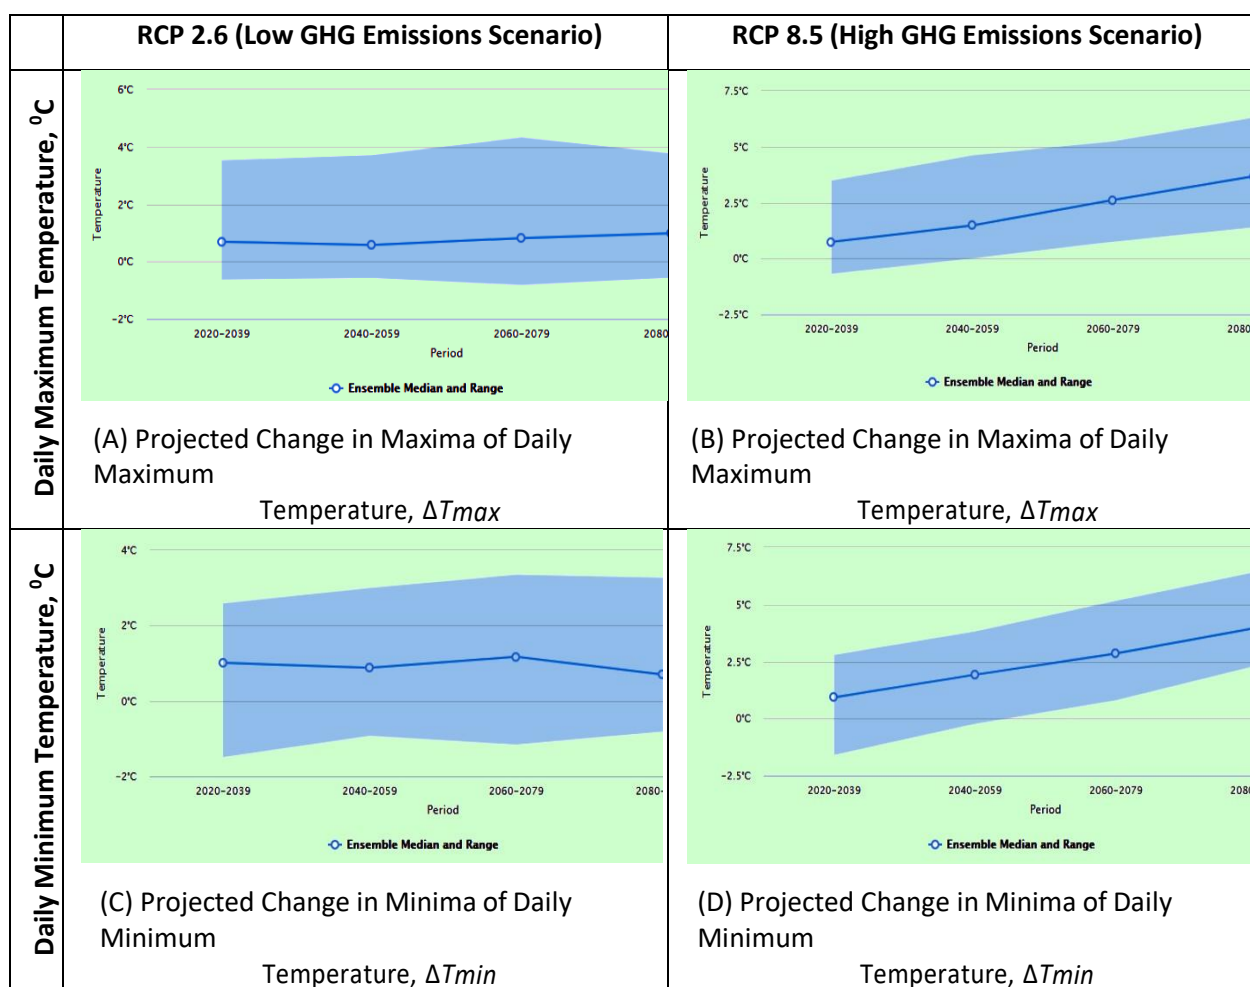 RCP 2.6 (Low GHG Emissions Scenario)
RCP 8.5 (High GHG Emissions Scenario)
Daily Maximum Temperature, ⁰C
6°C
4°C
2°C
0°C
−2°C
Temperature
2020−2039
2040−2059
2060−2079
2080
Period
Ensemble Median and Range
(A) Projected Change in Maxima of Daily
Maximum
Temperature, ΔTmax
7.5°C
5°C
2.5°C
0°C
−2.5°C
Temperature
2020−2039
2040−2059
2060−2079
2080
Period
Ensemble Median and Range
(B) Projected Change in Maxima of Daily
Maximum
Temperature, ΔTmax
Daily Minimum Temperature, ⁰C
4°C
2°C
0°C
−2°C
Temperature
2020−2039
2040−2059
2060−2079
2080−
Period
Ensemble Median and Range
(C) Projected Change in Minima of Daily
Minimum
Temperature, ΔTmin
7.5°C
5°C
2.5°C
0°C
−2.5°C
Temperature
2020−2039
2040−2059
2060−2079
2080
Period
Ensemble Median and Range
(D) Projected Change in Minima of Daily
Minimum
Temperature, ΔTmin